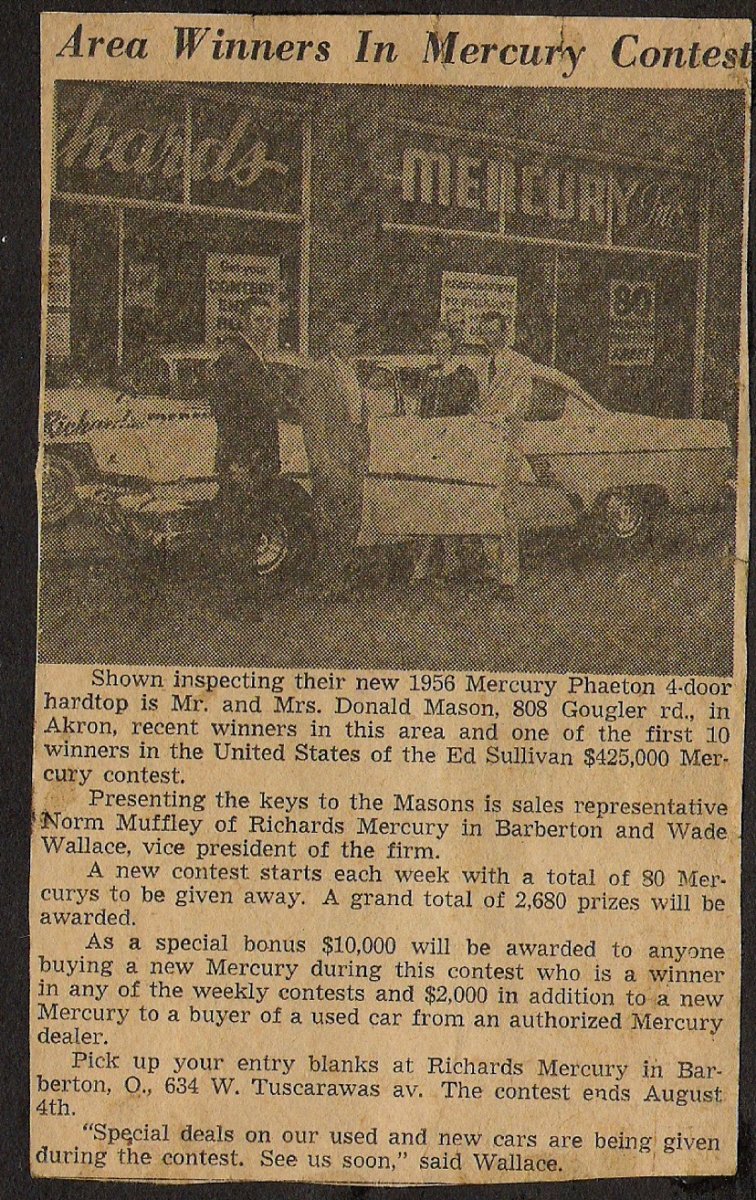 Area Winners In Mercury Contest
hards
MERCURY Inc
CONTEST
80
Richards
Shown inspecting their new 1956 Mercury Phaeton 4-door
hardtop is Mr. and Mrs. Donald Mason, 808 Gougler rd., in
Akron, recent winners in this area and one of the first 10
winners in the United States of the Ed Sullivan $425,000 Mer-
cury contest.
Presenting the keys to the Masons is sales representative
Norm Muffley of Richards Mercury in Barberton and Wade
Wallace, vice president of the firm.
A new contest starts each week with a total of 80 Mer-
curys to be given away. A grand total of 2,680 prizes will be
awarded.
As a special bonus $10,000 will be awarded to anyone
buying a new Mercury during this contest who is a winner
in any of the weekly contests and $2,000 in addition to a new
Mercury to a buyer of a used car from an authorized Mercury
dealer.
Pick up your entry blanks at Richards Mercury in Bar-
berton, O., 634 W. Tuscarawas av. The contest ends August
4th.
"Special deals on our used and new cars are being given
during the contest. See us soon," said Wallace.